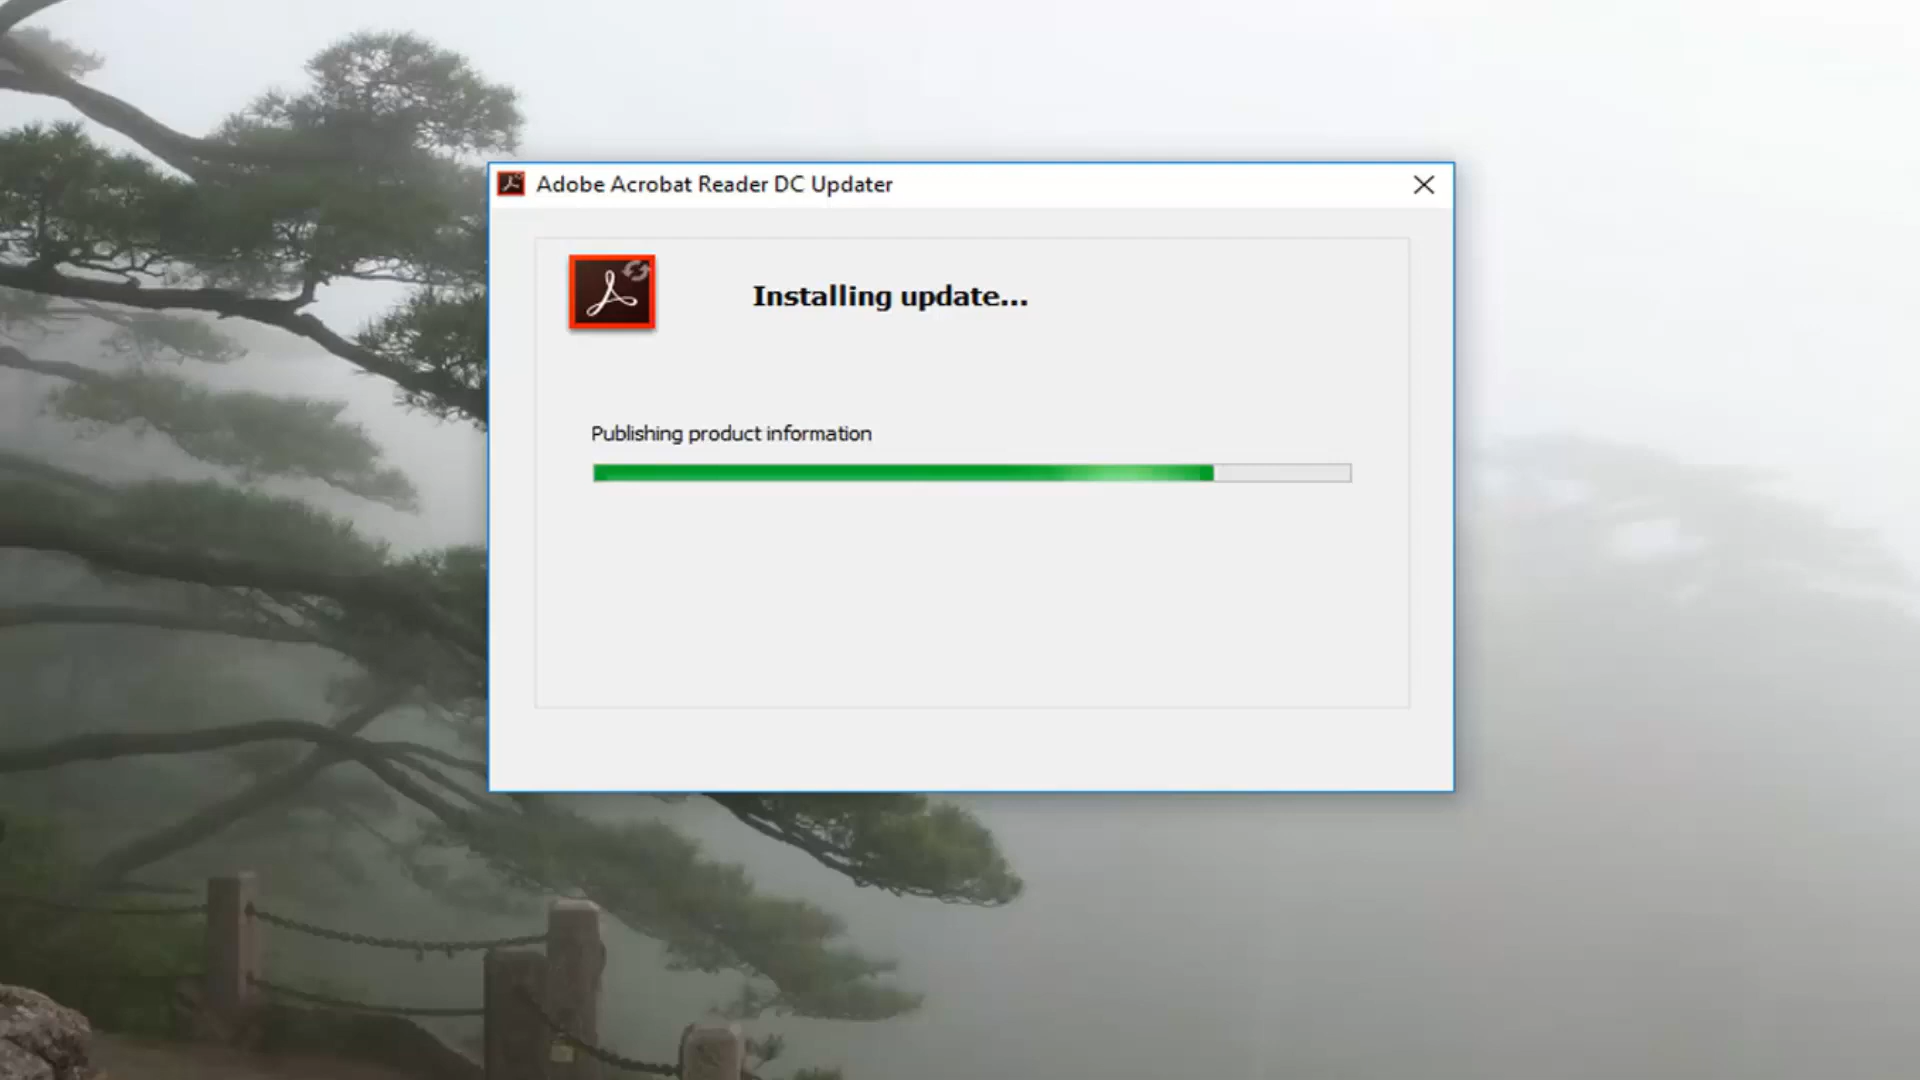 Adobe Acrobat Reader DC Updater
Installing update...
Publishing product information